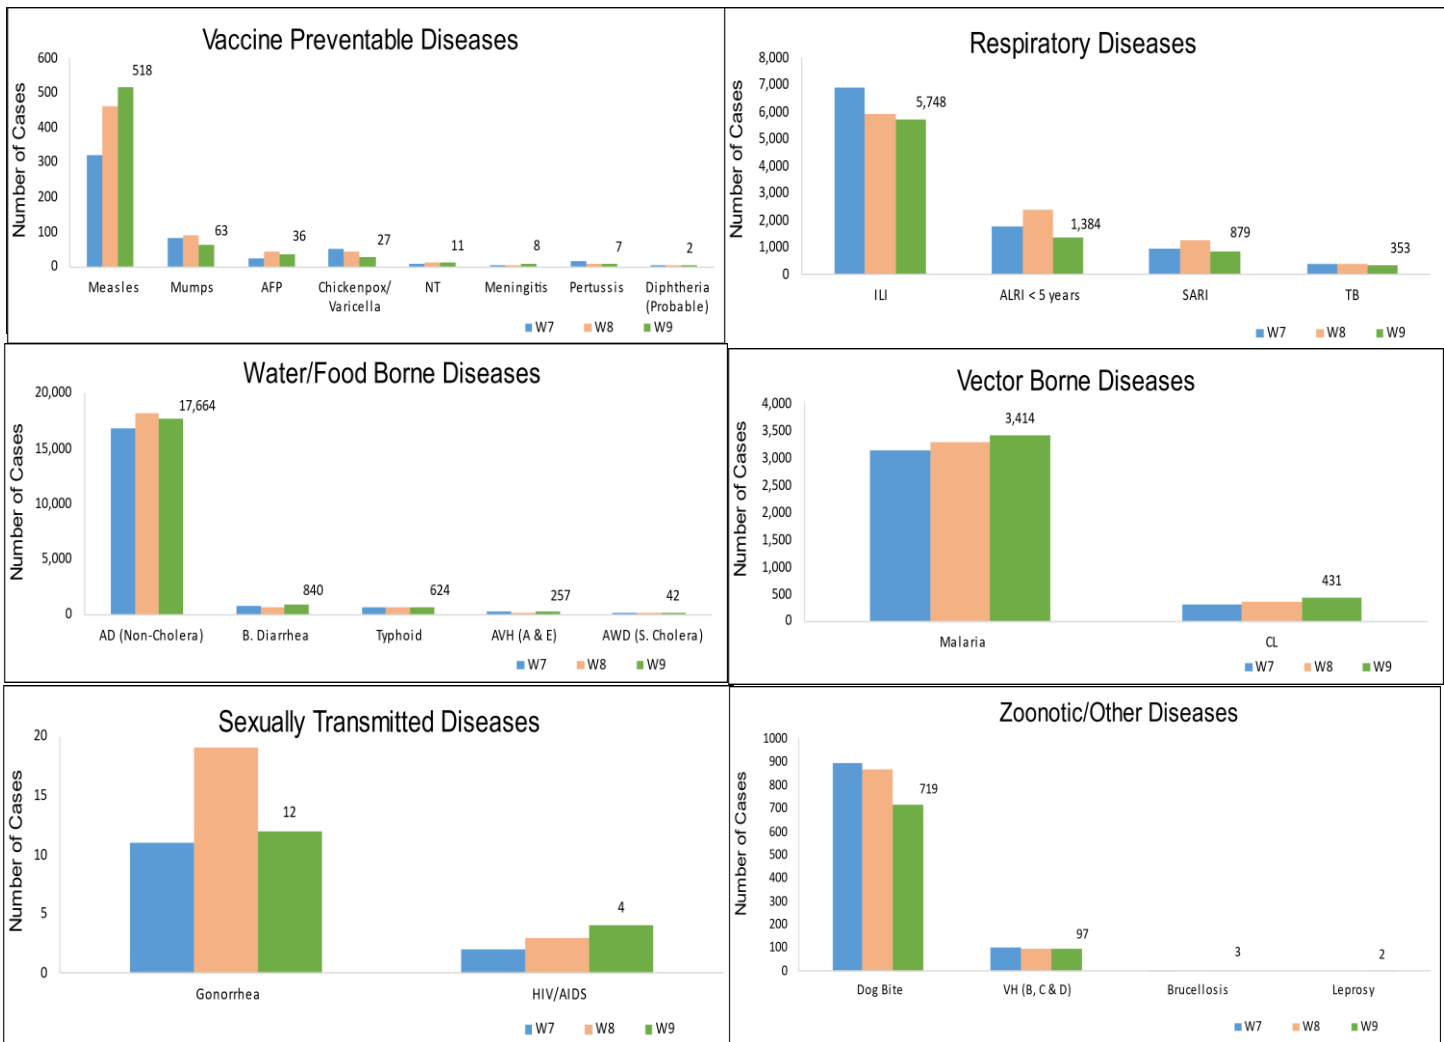 Vaccine Preventable Diseases
Number of Cases
600
500
400
300
200
100
0
518
63
36
27
11
8
7
2
Measles
Mumps
AFP
Chickenpox/
Varicella
NT
Meningitis
Pertussis
Diphtheria
(Probable)
W7 W8 W9
Respiratory Diseases
Number of Cases
8,000
7,000
6,000
5,000
4,000
3,000
2,000
1,000
0
5,748
1,384
879
353
ILI
ALRI < 5 years
SARI
TB
W7 W8 W9
Water/Food Borne Diseases
Number of Cases
20,000
15,000
10,000
5,000
0
17,664
840
624
257
42
AD (Non-Cholera)
B. Diarrhea
Typhoid
AVH (A & E)
AWD (S. Cholera)
W7 W8 W9
Vector Borne Diseases
Number of Cases
4,000
3,500
3,000
2,500
2,000
1,500
1,000
500
0
3,414
431
Malaria
CL
W7 W8 W9
Sexually Transmitted Diseases
Number of Cases
20
15
10
5
0
12
4
Gonorrhea
HIV/AIDS
W7 W8 W9
Zoonotic/Other Diseases
Number of Cases
1000
900
800
700
600
500
400
300
200
100
0
719
97
3
2
Dog Bite
VH (B, C & D)
Brucellosis
Leprosy
W7 W8 W9